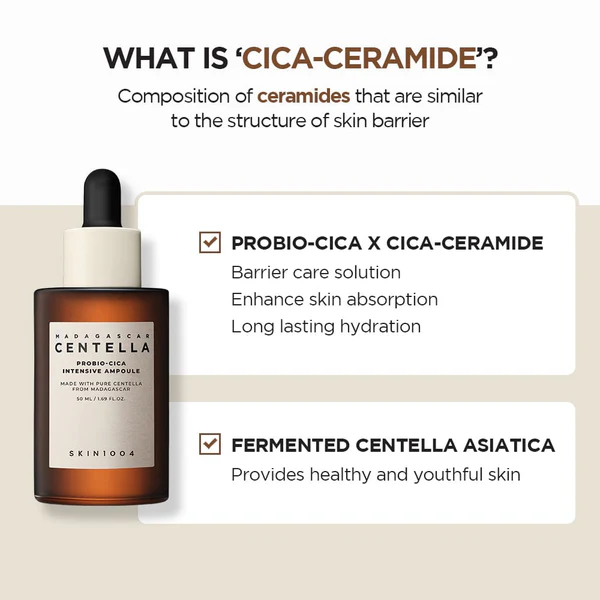 WHAT IS ‘CICA-CERAMIDE’?
Composition of ceramides that are similar
to the structure of skin barrier
PROBIO-CICA X CICA-CERAMIDE
Barrier care solution
Enhance skin absorption
Long lasting hydration
MADAGASCAR
CENTELLA
PROBIO-CICA
INTENSIVE AMPOULE
MADE WITH PURE CENTELLA
FROM MADAGASCAR
50 ML / 1.69 FL.OZ.
SKIN1004
FERMENTED CENTELLA ASIATICA
Provides healthy and youthful skin